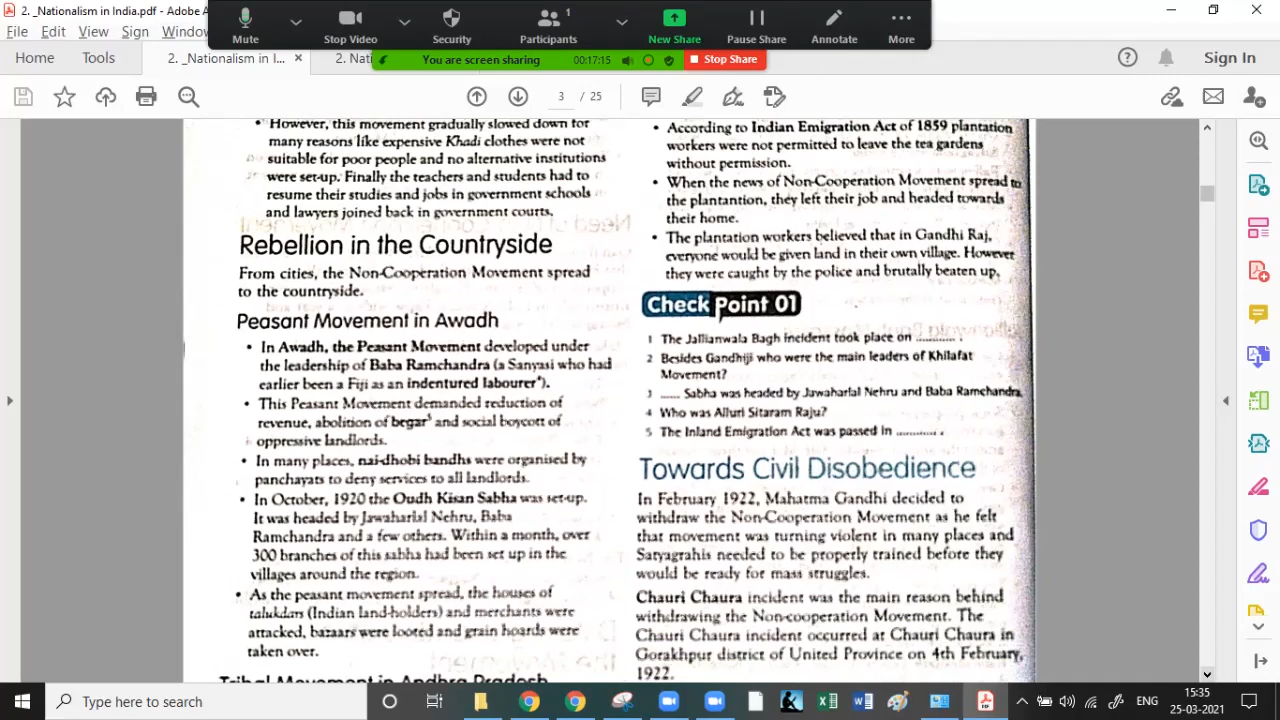 2. _Nationalism in India.pdf - Adobe A
File Edit View Sign Window
Mute
Stop Video
Security
1
Participants
New Share
Pause Share
Annotate
More
You are screen sharing
00:17:15
Stop Share
Home
Tools
2. _Nationalism in I...
2. Nati
Sign In
3 / 25
• However, this movement gradually slowed down for
many reasons like expensive Khadi clothes were not
suitable for poor people and no alternative institutions
were set-up. Finally the teachers and students had to
resume their studies and jobs in government schools
and lawyers joined back in government courts.
Rebellion in the Countryside
From cities, the Non-Cooperation Movement spread
to the countryside.
Peasant Movement in Awadh
• In Awadh, the Peasant Movement developed under
the leadership of Baba Ramchandra (a Sanyasi who had
earlier been a Fiji as an indentured labourer⁴).
• This Peasant Movement demanded reduction of
revenue, abolition of begar⁵ and social boycott of
oppressive landlords.
• In many places, nai-dhobi bandhs were organised by
panchayats to deny services to all landlords.
• In October, 1920 the Oudh Kisan Sabha was set-up.
It was headed by Jawaharlal Nehru, Baba
Ramchandra and a few others. Within a month, over
300 branches of this sabha had been set up in the
villages around the region.
• As the peasant movement spread, the houses of
talukdars (Indian land-holders) and merchants were
attacked, bazaars were looted and grain hoards were
taken over.
Tribal Movement in Andhra Pradesh
• According to Indian Emigration Act of 1859 plantation
workers were not permitted to leave the tea gardens
without permission.
• When the news of Non-Cooperation Movement spread to
the plantantion, they left their job and headed towards
their home.
• The plantation workers believed that in Gandhi Raj,
everyone would be given land in their own village. However
they were caught by the police and brutally beaten up.
Check Point 01
1 The Jallianwala Bagh incident took place on .......... .
2 Besides Gandhiji who were the main leaders of Khilafat
Movement?
3 ..... Sabha was headed by Jawaharlal Nehru and Baba Ramchandra.
4 Who was Alluri Sitaram Raju?
5 The Inland Emigration Act was passed in .......... .
Towards Civil Disobedience
In February 1922, Mahatma Gandhi decided to
withdraw the Non-Cooperation Movement as he felt
that movement was turning violent in many places and
Satyagrahis needed to be properly trained before they
would be ready for mass struggles.
Chauri Chaura incident was the main reason behind
withdrawing the Non-cooperation Movement. The
Chauri Chaura incident occurred at Chauri Chaura in
Gorakhpur district of United Province on 4th February,
1922.
Type here to search
ENG
15:35
25-03-2021